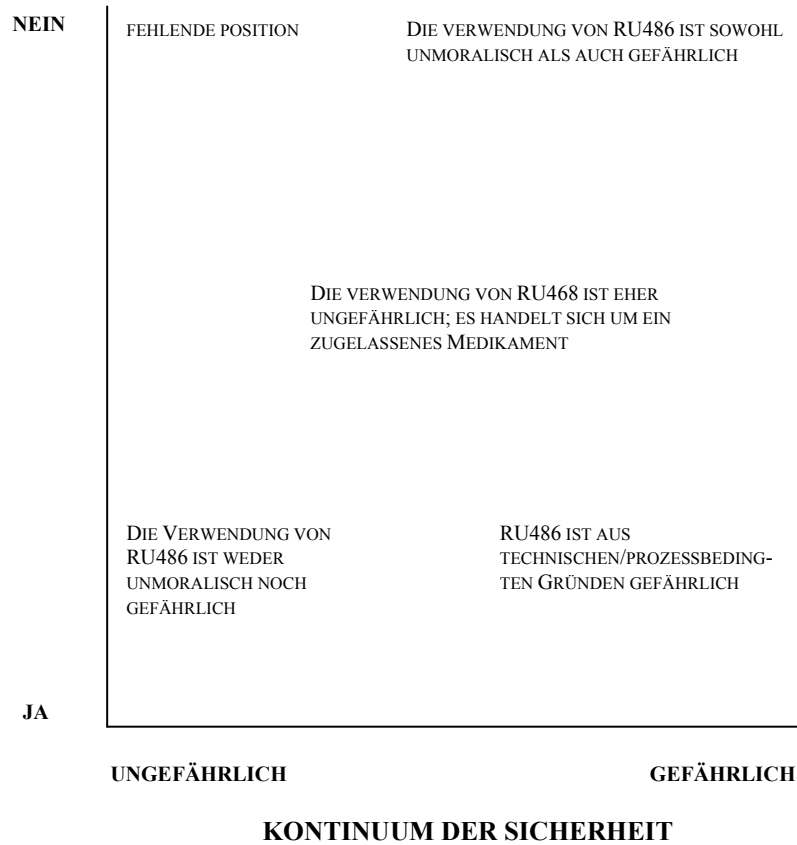 NEIN
FEHLENDE POSITION
DIE VERWENDUNG VON RU486 IST SOWOHL
UNMORALISCH ALS AUCH GEFÄHRLICH
DIE VERWENDUNG VON RU468 IST EHER
UNGEFÄHRLICH; ES HANDELT SICH UM EIN
ZUGELASSENES MEDIKAMENT
DIE VERWENDUNG VON
RU486 IST WEDER
UNMORALISCH NOCH
GEFÄHRLICH
RU486 IST AUS
TECHNISCHEN/PROZESSBEDING-
TEN GRÜNDEN GEFÄHRLICH
JA
UNGEFÄHRLICH
GEFÄHRLICH
KONTINUUM DER SICHERHEIT